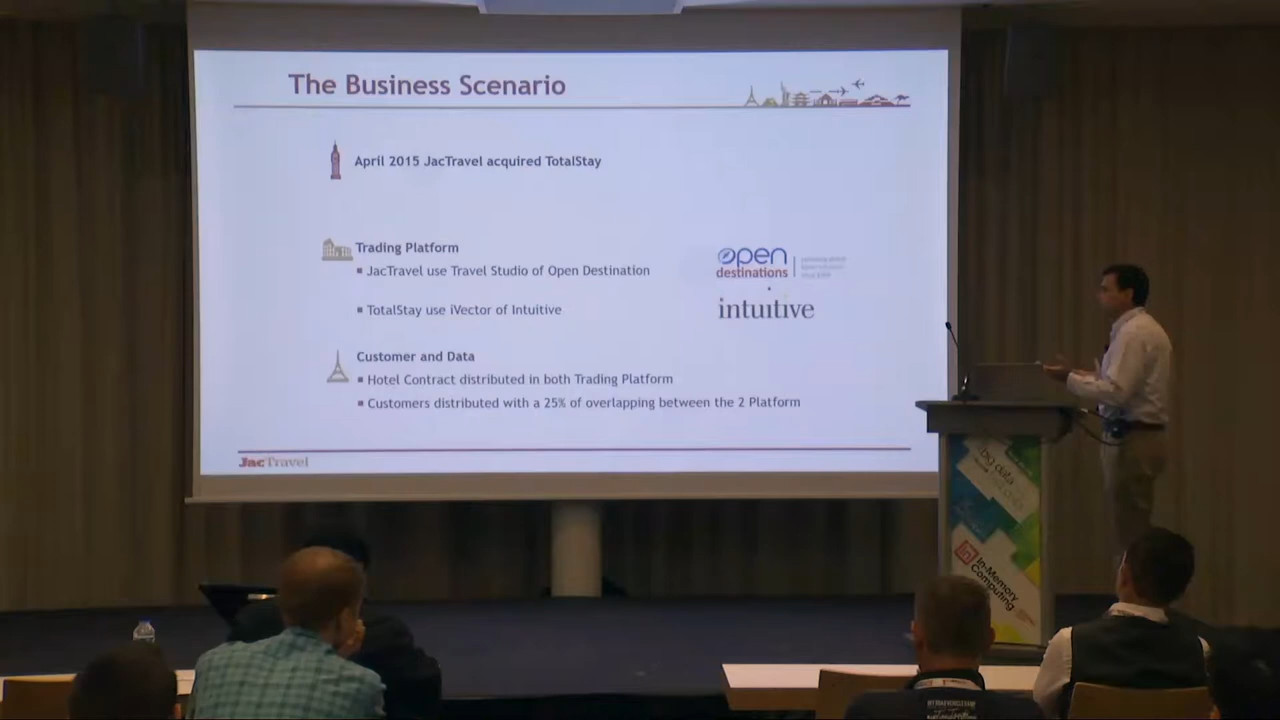 The Business Scenario
April 2015 JacTravel acquired TotalStay
Trading Platform
▪ JacTravel use Travel Studio of Open Destination
▪ TotalStay use iVector of Intuitive
open
destinations
intuitive
Customer and Data
▪ Hotel Contract distributed in both Trading Platform
▪ Customers distributed with a 25% of overlapping between the 2 Platform
JacTravel
big data
In-Memory
Computing